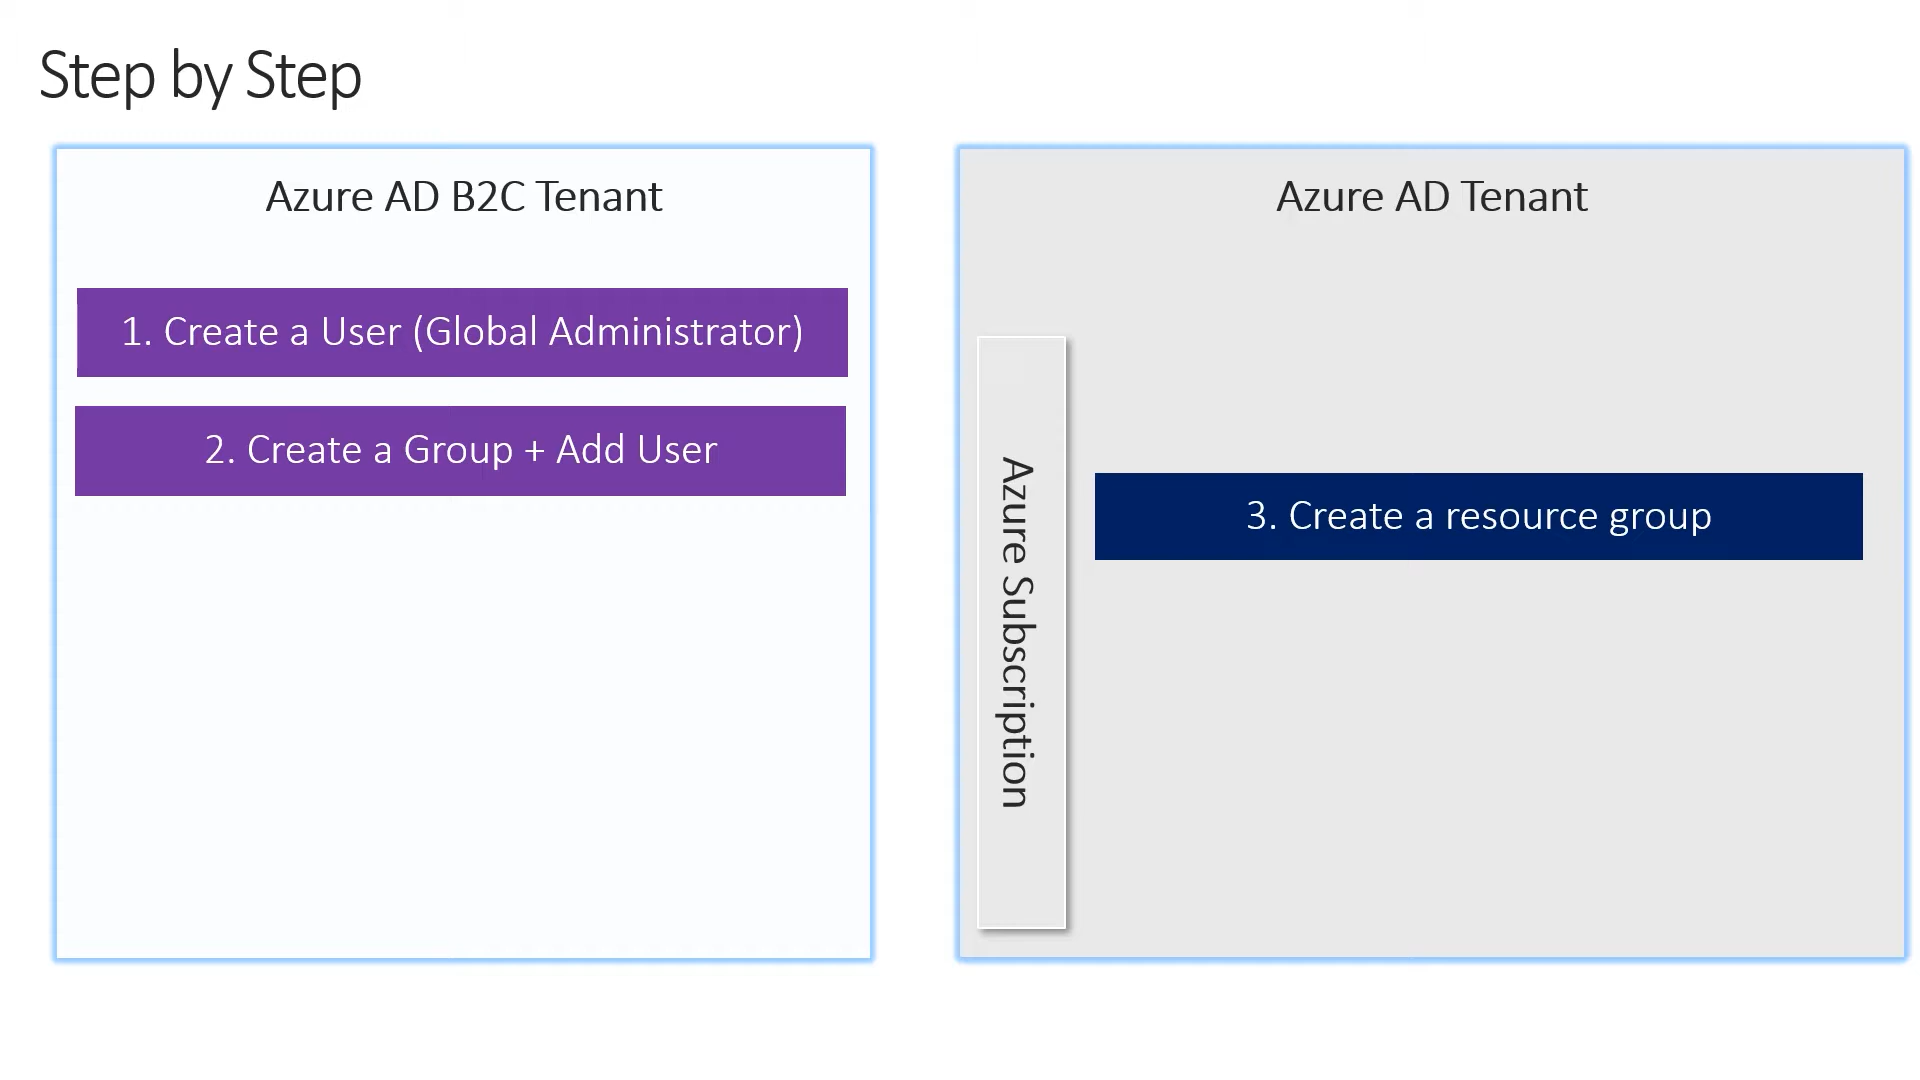 Step by Step
Azure AD B2C Tenant
1. Create a User (Global Administrator)
2. Create a Group + Add User
Azure AD Tenant
Azure Subscription
3. Create a resource group